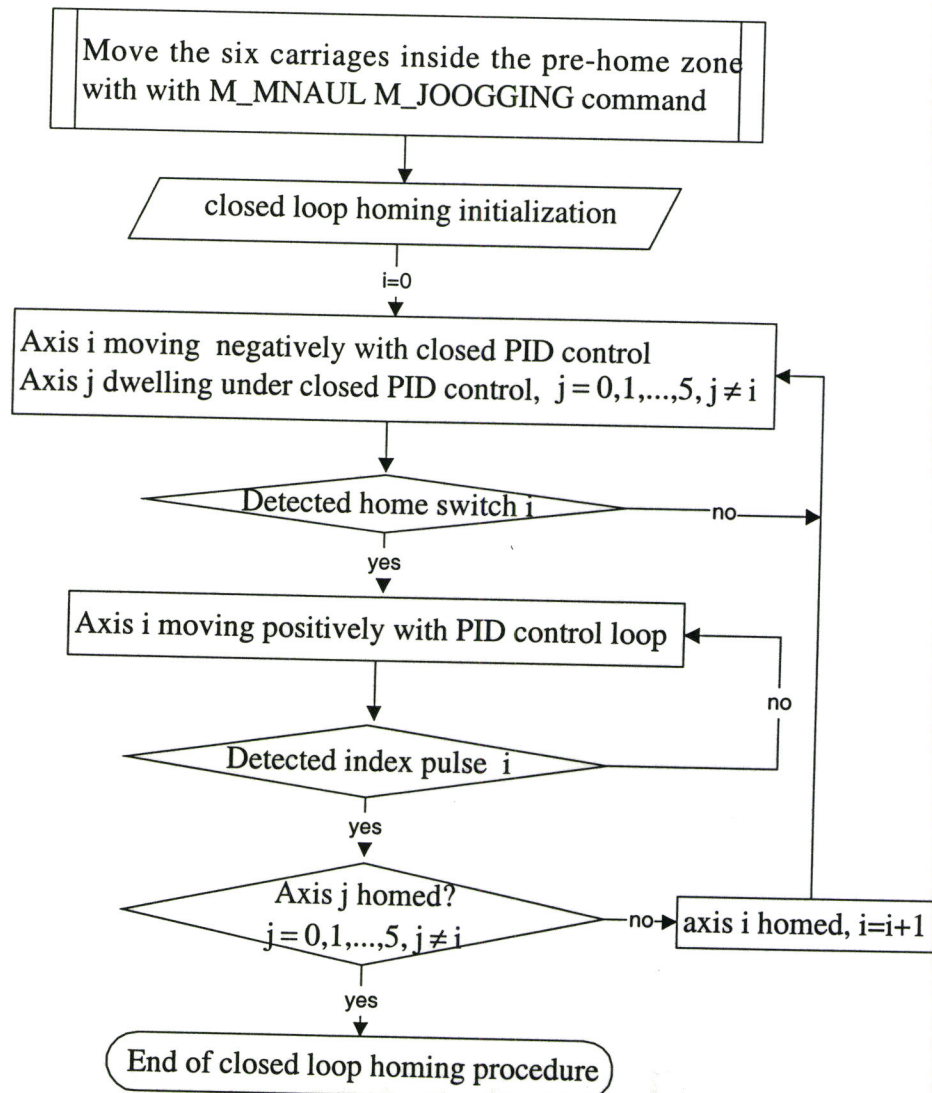 Move the six carriages inside the pre-home zone
with with M_MNAUL M_JOOGGING command
closed loop homing initialization
i=0
Axis i moving negatively with closed PID control
Axis j dwelling under closed PID control, j = 0,1,...,5, j ≠ i
Detected home switch i
no
yes
Axis i moving positively with PID control loop
no
Detected index pulse i
yes
Axis j homed?
j = 0,1,...,5, j ≠ i
no
axis i homed, i=i+1
yes
End of closed loop homing procedure